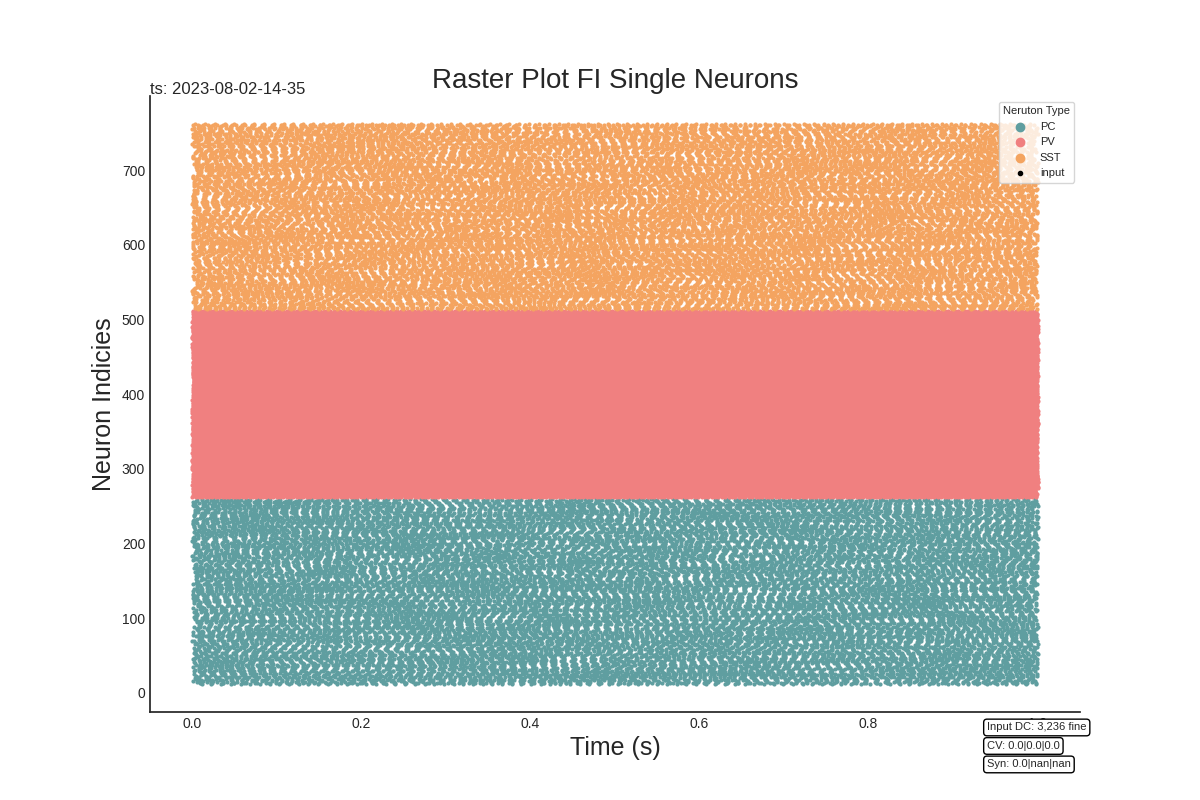 Raster Plot FI Single Neurons
ts: 2023-08-02-14-35
Neruton Type
PC
PV
SST
input
Neuron Indicies
700
600
500
400
300
200
100
0
0.0 0.2 0.4 0.6 0.8
Time (s)
Input DC: 3,236 fine
CV: 0.0|0.0|0.0
Syn: 0.0|nan|nan